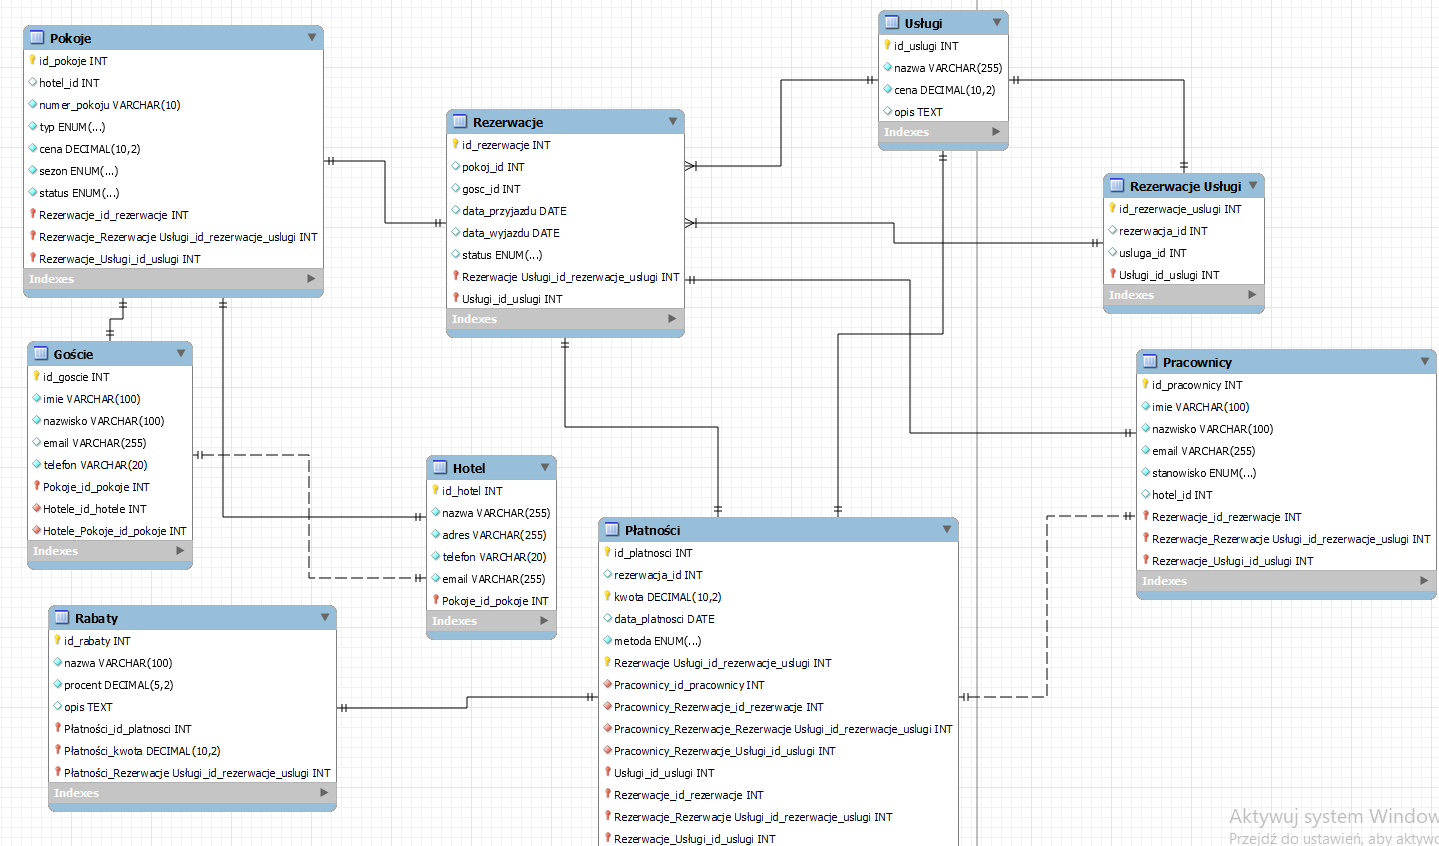 Pokoje
id_pokoje INT
hotel_id INT
numer_pokoju VARCHAR(10)
typ ENUM(...)
cena DECIMAL(10,2)
sezon ENUM(...)
status ENUM(...)
Rezerwacje_id_rezerwacje INT
Rezerwacje_Rezerwacje Usługi_id_rezerwacje_uslugi INT
Rezerwacje_Usługi_id_uslugi INT
Indexes
Rezerwacje
id_rezerwacje INT
pokoj_id INT
gosc_id INT
data_przyjazdu DATE
data_wyjazdu DATE
status ENUM(...)
Rezerwacje Usługi_id_rezerwacje_uslugi INT
Usługi_id_uslugi INT
Indexes
Usługi
id_uslugi INT
nazwa VARCHAR(255)
cena DECIMAL(10,2)
opis TEXT
Indexes
Rezerwacje Usługi
id_rezerwacje_uslugi INT
rezerwacja_id INT
usluga_id INT
Usługi_id_uslugi INT
Indexes
Goście
id_goscie INT
imie VARCHAR(100)
nazwisko VARCHAR(100)
email VARCHAR(255)
telefon VARCHAR(20)
Pokoje_id_pokoje INT
Hotele_id_hotele INT
Hotele_Pokoje_id_pokoje INT
Indexes
Hotel
id_hotel INT
nazwa VARCHAR(255)
adres VARCHAR(255)
telefon VARCHAR(20)
email VARCHAR(255)
Pokoje_id_pokoje INT
Indexes
Pracownicy
id_pracownicy INT
imie VARCHAR(100)
nazwisko VARCHAR(100)
email VARCHAR(255)
stanowisko ENUM(...)
hotel_id INT
Rezerwacje_id_rezerwacje INT
Rezerwacje_Rezerwacje Usługi_id_rezerwacje_uslugi INT
Rezerwacje_Usługi_id_uslugi INT
Indexes
Rabaty
id_rabaty INT
nazwa VARCHAR(100)
procent DECIMAL(5,2)
opis TEXT
Płatności_id_platnosci INT
Płatności_kwota DECIMAL(10,2)
Płatności_Rezerwacje Usługi_id_rezerwacje_uslugi INT
Indexes
Płatności
id_platnosci INT
rezerwacja_id INT
kwota DECIMAL(10,2)
data_platnosci DATE
metoda ENUM(...)
Rezerwacje Usługi_id_rezerwacje_uslugi INT
Pracownicy_id_pracownicy INT
Pracownicy_Rezerwacje_id_rezerwacje INT
Pracownicy_Rezerwacje_Rezerwacje Usługi_id_rezerwacje_uslugi INT
Pracownicy_Rezerwacje_Usługi_id_uslugi INT
Usługi_id_uslugi INT
Rezerwacje_id_rezerwacje INT
Rezerwacje_Rezerwacje Usługi_id_rezerwacje_uslugi INT
Rezerwacje_Usługi_id_uslugi INT
Aktywuj system Window
Przejdź do ustawień, aby aktywo